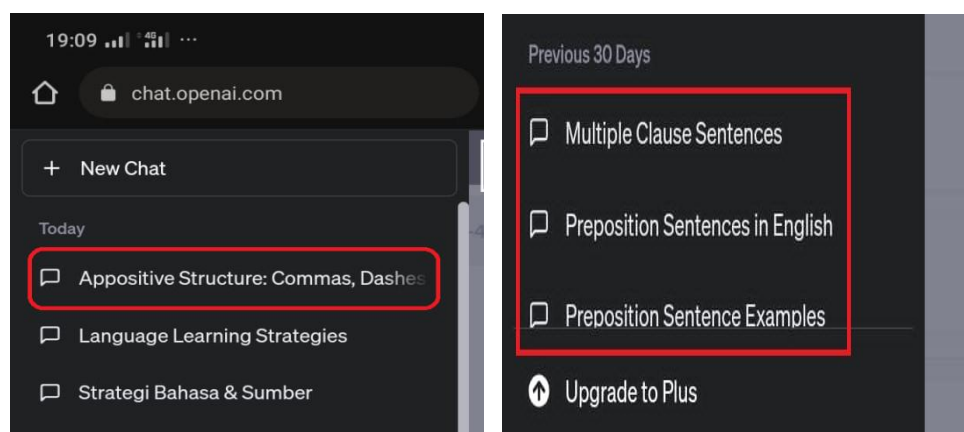 19:09 4G ...
chat.openai.com
+ New Chat
Today
Appositive Structure: Commas, Dashes
Language Learning Strategies
Strategi Bahasa & Sumber
Previous 30 Days
Multiple Clause Sentences
Preposition Sentences in English
Preposition Sentence Examples
Upgrade to Plus